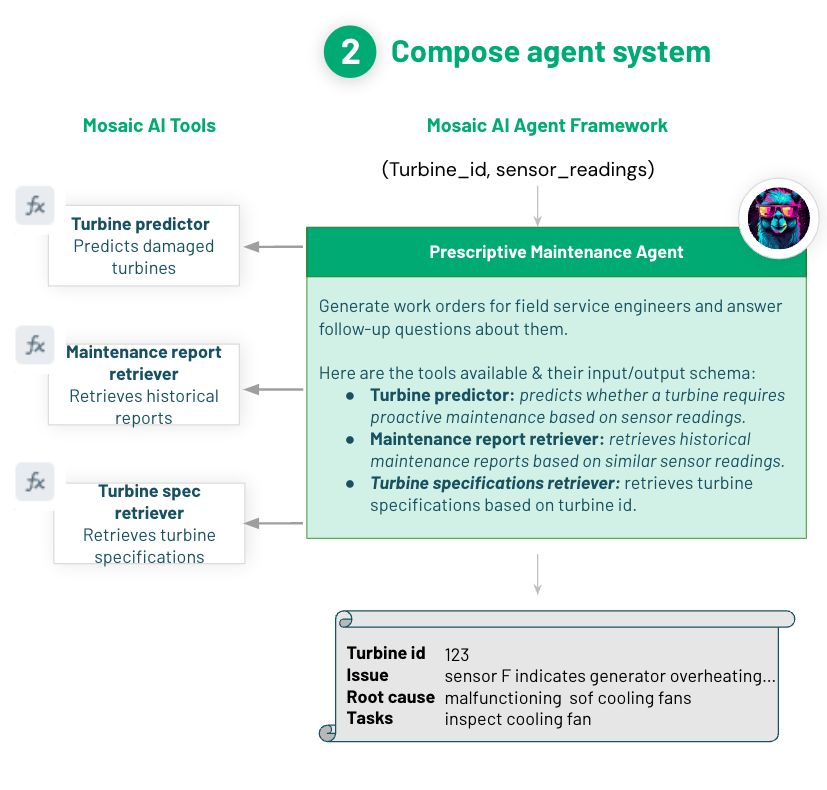 2 Compose agent system
Mosaic AI Tools
Mosaic AI Agent Framework
(Turbine_id, sensor_readings)
fx
Turbine predictor
Predicts damaged
turbines
fx
Maintenance report
retriever
Retrieves historical
reports
fx
Turbine spec
retriever
Retrieves turbine
specifications
Prescriptive Maintenance Agent
Generate work orders for field service engineers and answer
follow-up questions about them.
Here are the tools available & their input/output schema:
● Turbine predictor: predicts whether a turbine requires
proactive maintenance based on sensor readings.
● Maintenance report retriever: retrieves historical
maintenance reports based on similar sensor readings.
● Turbine specifications retriever: retrieves turbine
specifications based on turbine id.
Turbine id 123
Issue sensor F indicates generator overheating...
Root cause malfunctioning sof cooling fans
Tasks inspect cooling fan